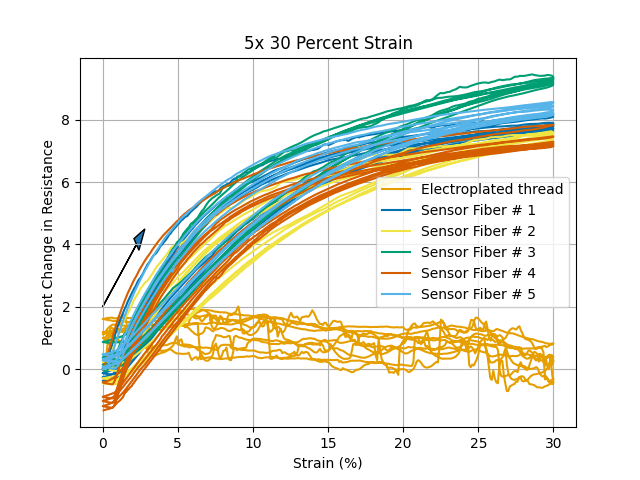 5x 30 Percent Strain
Percent Change in Resistance
8
6
4
2
0
Electroplated thread
Sensor Fiber # 1
Sensor Fiber # 2
Sensor Fiber # 3
Sensor Fiber # 4
Sensor Fiber # 5
0 5 10 15 20 25 30
Strain (%)